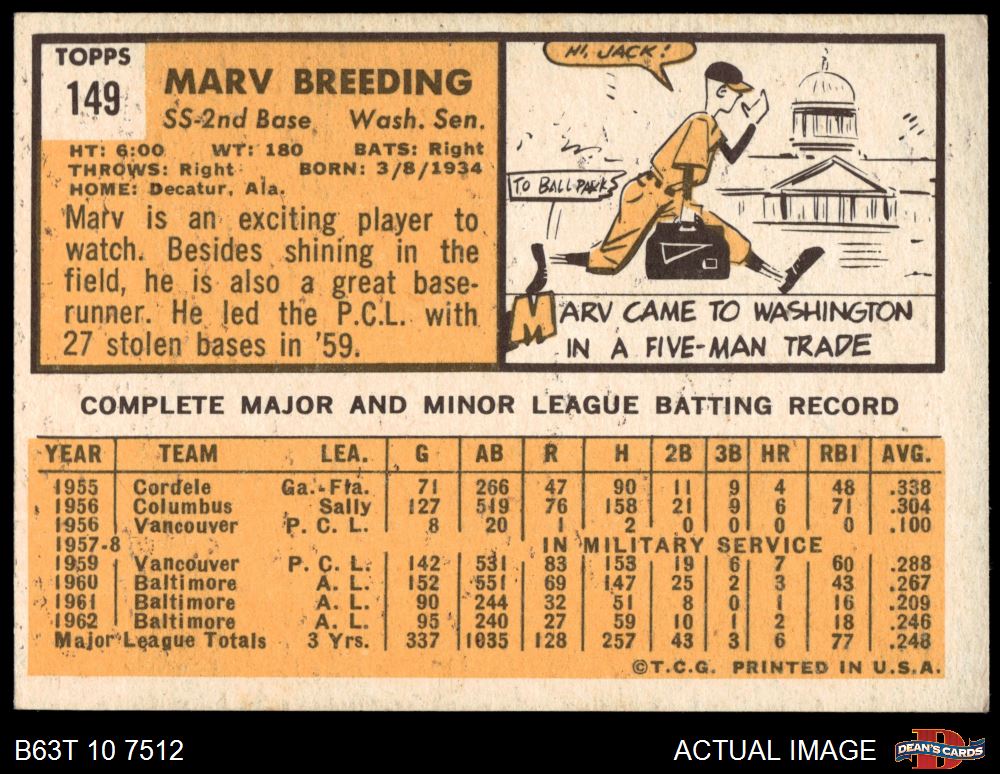 TOPPS
149
MARV BREEDING
SS-2nd Base Wash. Sen.
HT: 6:00 WT: 180 BATS: Right
THROWS: Right BORN: 3/8/1934
HOME: Decatur, Ala.
Marv is an exciting player to
watch. Besides shining in the
field, he is also a great base-
runner. He led the P.C.L. with
27 stolen bases in '59.
HI, JACK!
TO BALL PARK
MARV CAME TO WASHINGTON
IN A FIVE-MAN TRADE
COMPLETE MAJOR AND MINOR LEAGUE BATTING RECORD
YEAR TEAM LEA. G AB R H 2B 3B HR RBI AVG.
1955 Cordele Ga.-Fla. 71 266 47 90 11 9 4 48 .338
1956 Columbus Sally 127 519 76 158 21 9 6 71 .304
1956 Vancouver P. C. L. 8 20 1 2 0 0 0 0 .100
1957-8 IN MILITARY SERVICE
1959 Vancouver P. C. L. 142 531 83 153 19 6 7 60 .288
1960 Baltimore A. L. 152 551 69 147 25 2 3 43 .267
1961 Baltimore A. L. 90 244 32 51 8 0 1 16 .209
1962 Baltimore A. L. 95 240 27 59 10 1 2 18 .246
Major League Totals 3 Yrs. 337 1035 128 257 43 3 6 77 .248
©T.C.G. PRINTED IN U.S.A.
B63T 10 7512
ACTUAL IMAGE
D
DEAN'S CARDS